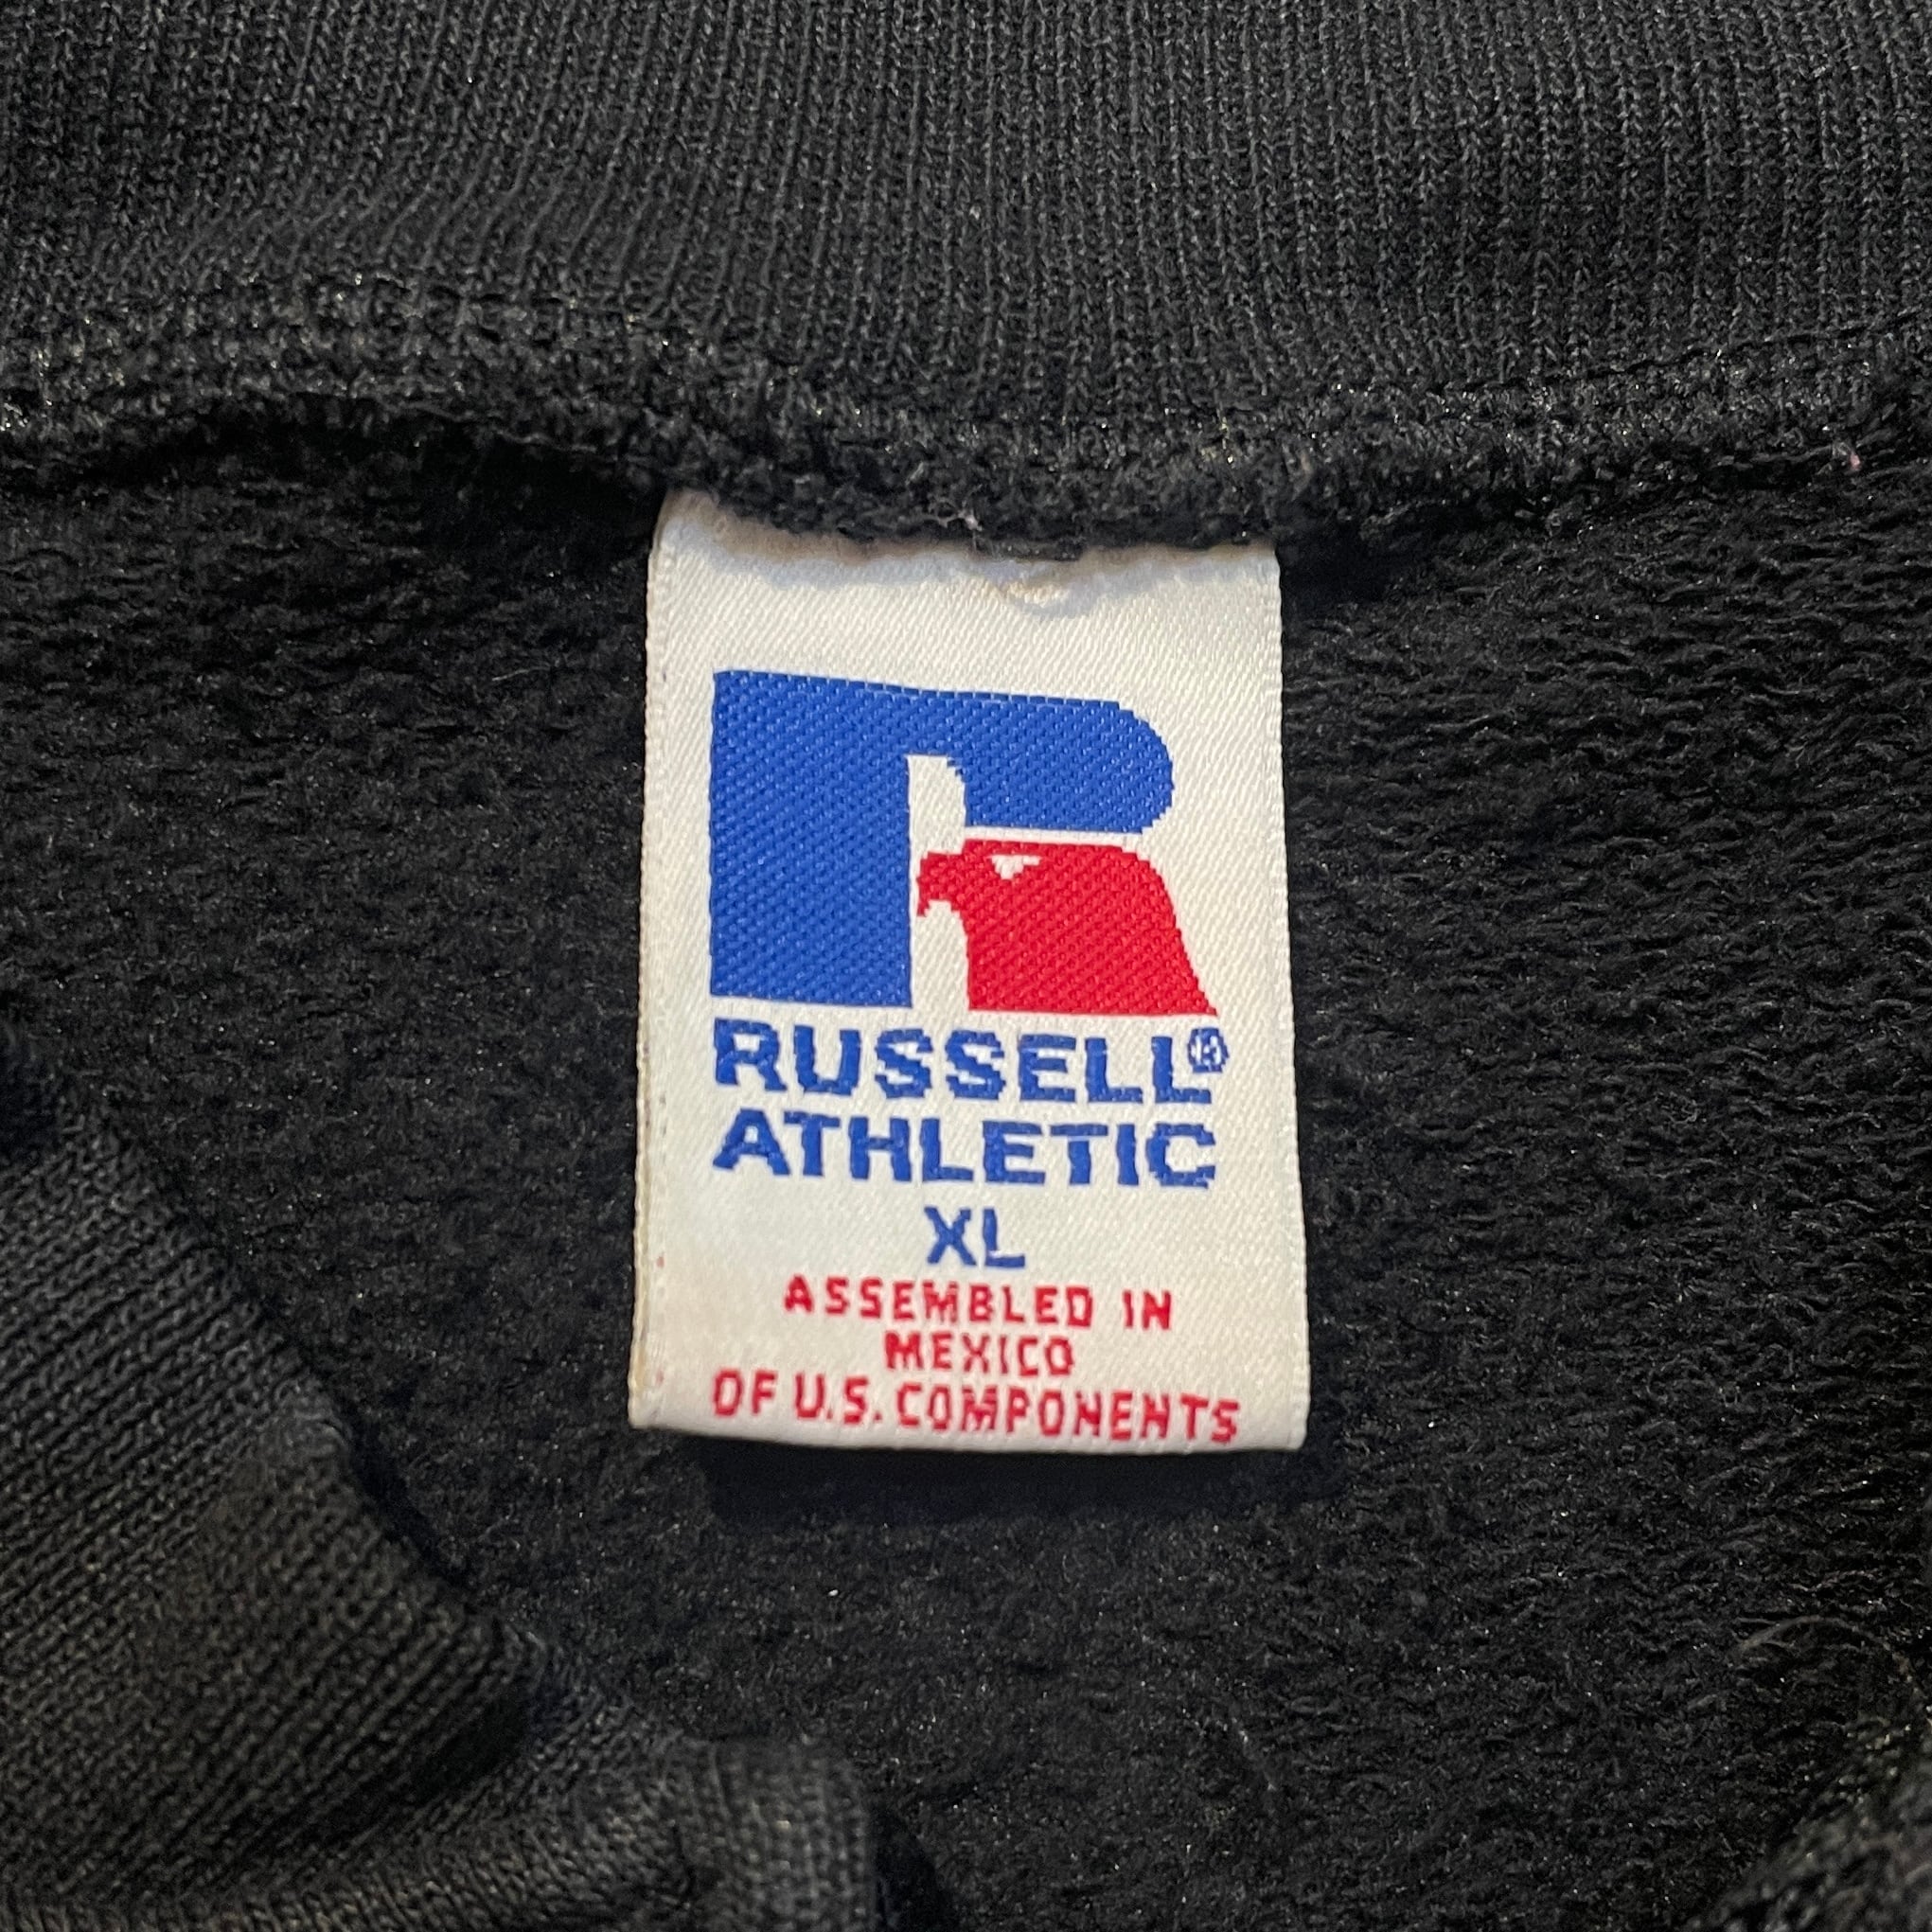 RUSSELL®
ATHLETIC
XL
ASSEMBLED IN
MEXICO
OF U.S. COMPONENTS